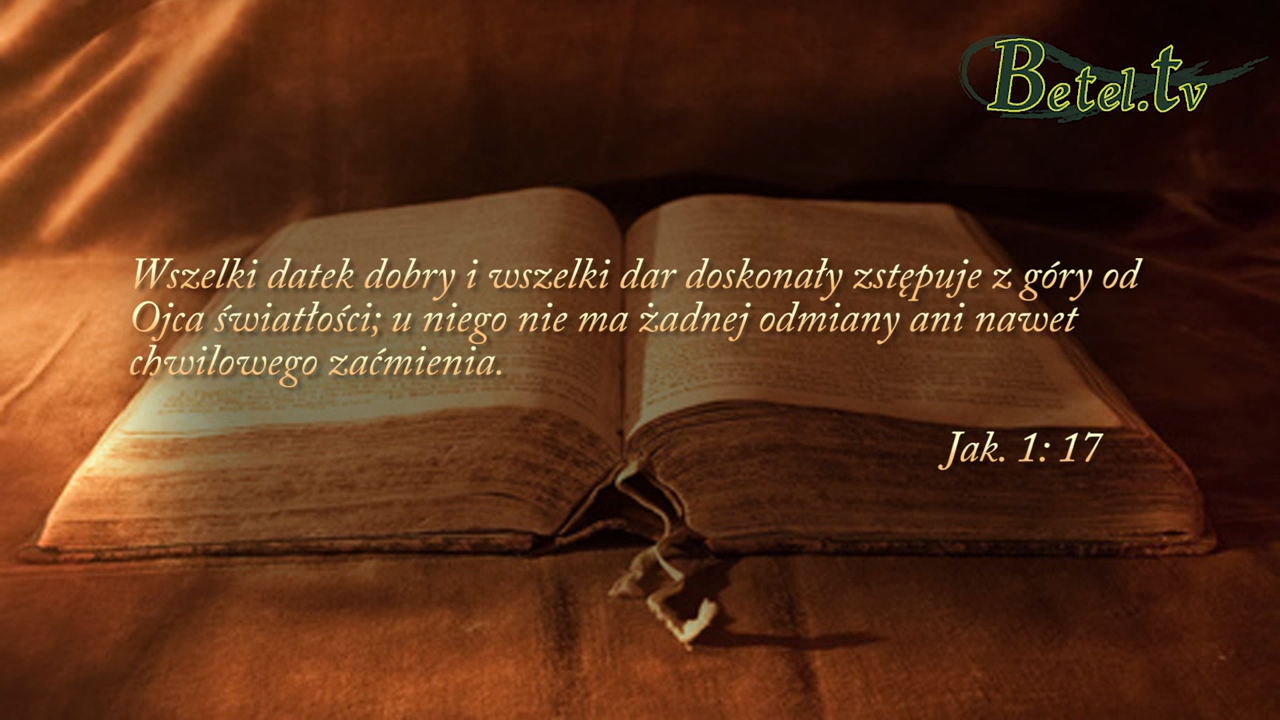 Betel.tv
Wszelki datek dobry i wszelki dar doskonały zstępuje z góry od
Ojca światłości; u niego nie ma żadnej odmiany ani nawet
chwilowego zaćmienia.
Jak. 1: 17